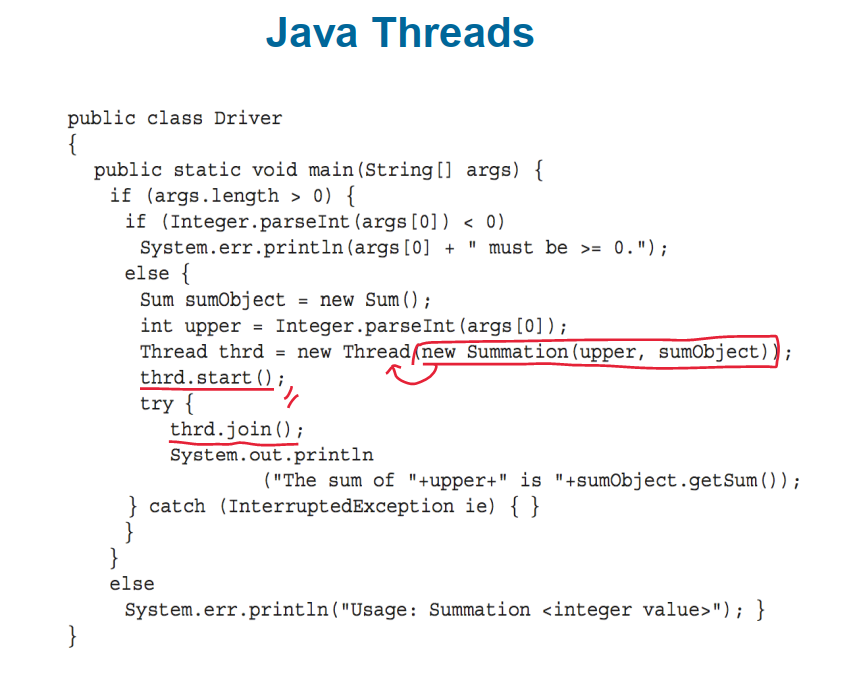 Java Threads
public class Driver
{
public static void main(String[] args) {
if (args.length > 0) {
if (Integer.parseInt(args[0]) < 0)
System.err.println(args[0] + " must be >= 0.");
else {
Sum sumObject = new Sum();
int upper = Integer.parseInt(args[0]);
Thread thrd = new Thread(new Summation(upper, sumObject));
thrd.start();
try {
thrd.join();
System.out.println
("The sum of "+upper+" is "+sumObject.getSum());
} catch (InterruptedException ie) { }
}
}
else
System.err.println("Usage: Summation <integer value>"); }
}